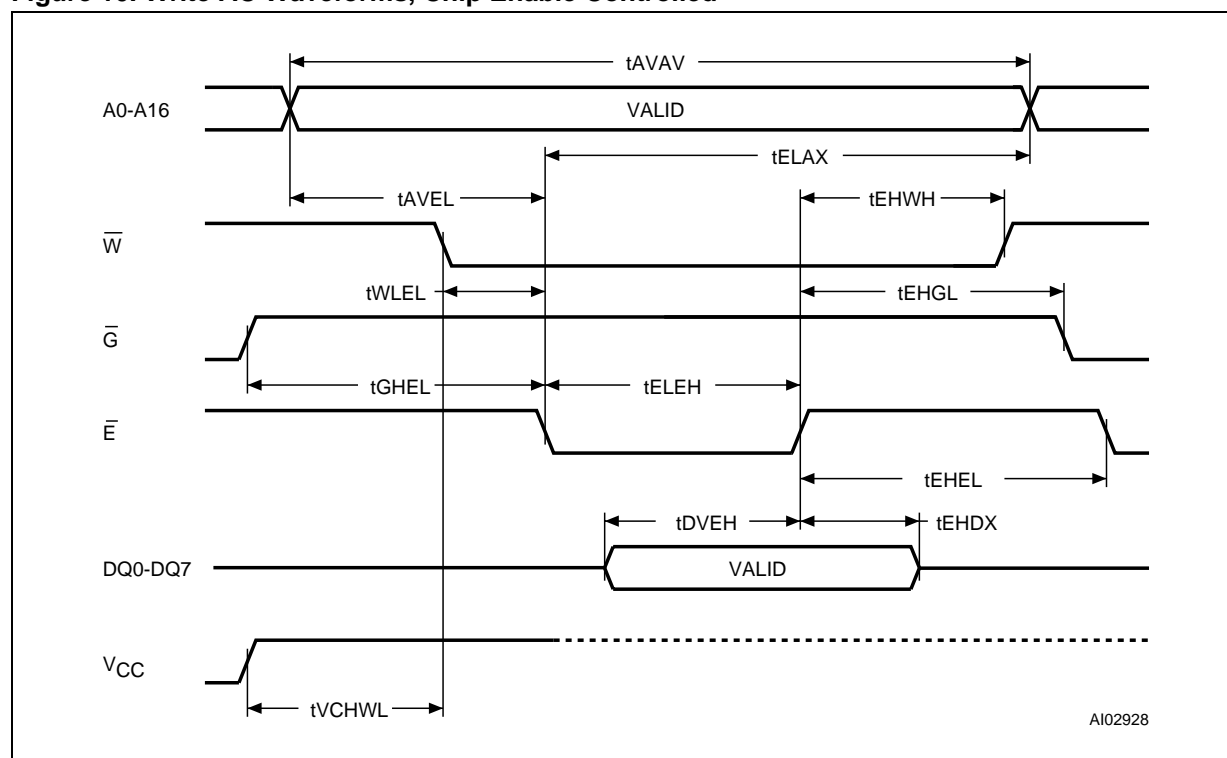 Figure Write AC Waveforms, Chip Enable Controlled
tAVAV
A0-A16
VALID
tELAX
tAVEL
tEHWH
W̅
tWLEL
tEHGL
G̅
tGHEL
tELEH
E̅
tEHEL
tDVEH
tEHDX
DQ0-DQ7
VALID
VCC
tVCHWL
AI02928